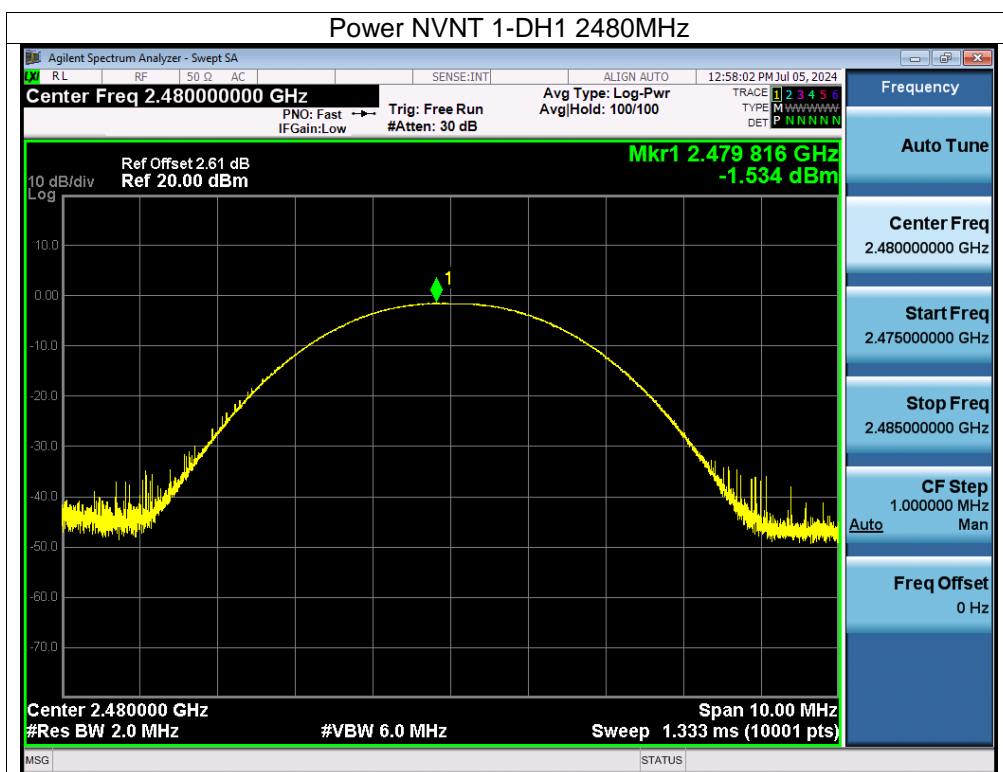 Power NVNT 1-DH1 2480MHz
Agilent Spectrum Analyzer - Swept SA
LXI RL RF 50 Ω AC SENSE:INT ALIGN AUTO 12:58:02 PM Jul 05, 2024
Center Freq 2.480000000 GHz
PNO: Fast
IFGain:Low
Trig: Free Run
#Atten: 30 dB
Avg Type: Log-Pwr
Avg|Hold: 100/100
TRACE 1 2 3 4 5 6
TYPE M WWWWW
DET P N N N N N
Mkr1 2.479 816 GHz
-1.534 dBm
Ref Offset 2.61 dB
10 dB/div Ref 20.00 dBm
Log
10.0
0.00
-10.0
-20.0
-30.0
-40.0
-50.0
-60.0
-70.0
1
Center 2.480000 GHz Span 10.00 MHz
#Res BW 2.0 MHz #VBW 6.0 MHz Sweep 1.333 ms (10001 pts)
MSG STATUS
Frequency
Auto Tune
Center Freq
2.480000000 GHz
Start Freq
2.475000000 GHz
Stop Freq
2.485000000 GHz
CF Step
1.000000 MHz
Auto Man
Freq Offset
0 Hz